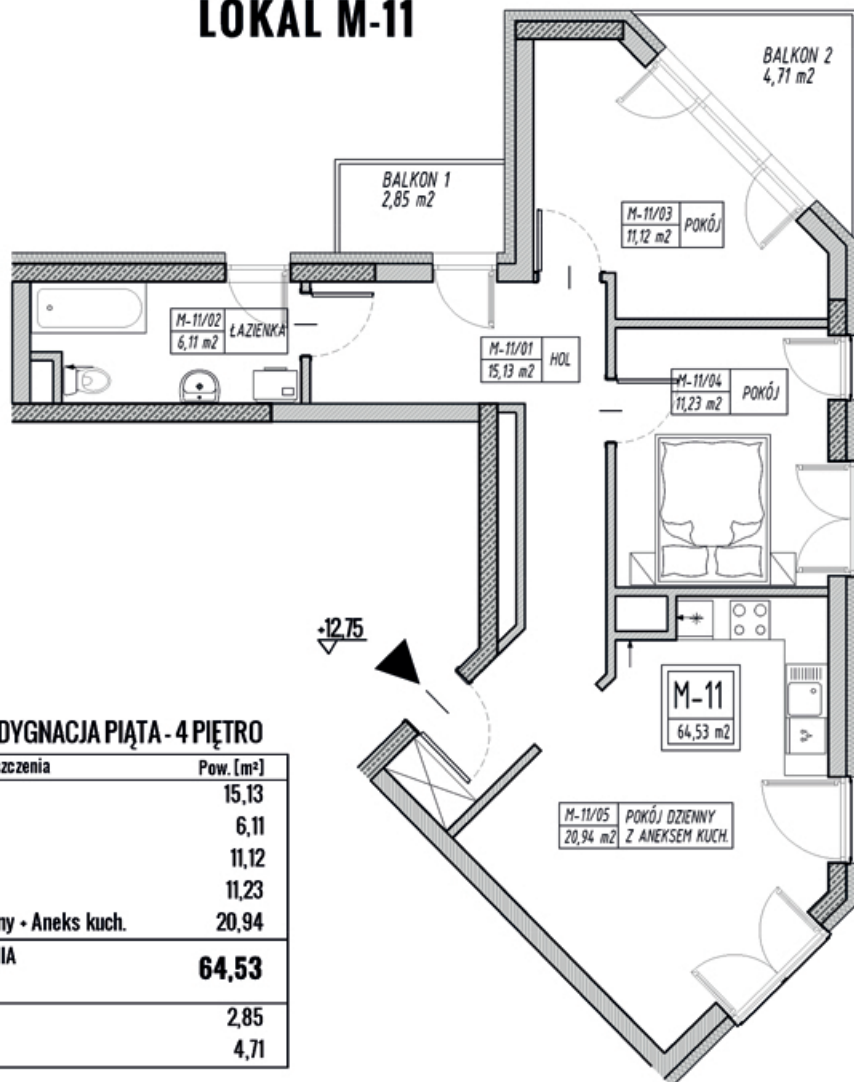 LOKAL M-11
BALKON 2
4,71 m2
BALKON 1
2,85 m2
M-11/03
11,12 m2
POKÓJ
M-11/02
6,11 m2
ŁAZIENKA
M-11/01
15,13 m2
HOL
M-11/04
11,23 m2
POKÓJ
+12,75
M-11
64,53 m2
M-11/05
20,94 m2
POKÓJ DZIENNY
Z ANEKSEM KUCH.
DYGNACJA PIĄTA - 4 PIĘTRO
szczenia Pow. [m²]
15,13
6,11
11,12
11,23
ny + Aneks kuch. 20,94
IA 64,53
2,85
4,71